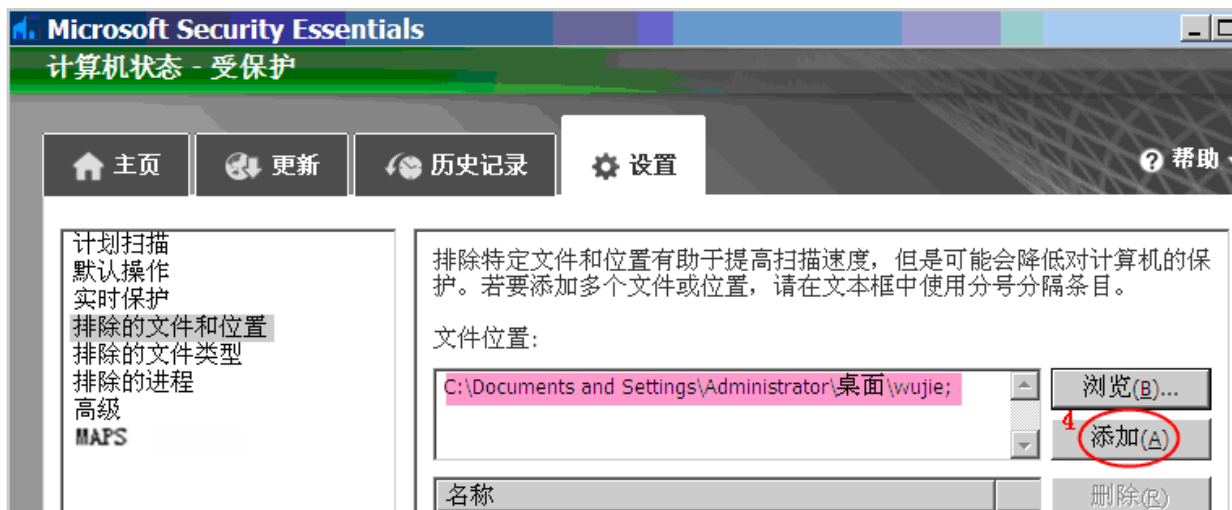 Microsoft Security Essentials
计算机状态 - 受保护
主页
更新
历史记录
设置
帮助
计划扫描
默认操作
实时保护
排除的文件和位置
排除的文件类型
排除的进程
高级
MAPS
排除特定文件和位置有助于提高扫描速度，但是可能会降低对计算机的保
护。若要添加多个文件或位置，请在文本框中使用分号分隔条目。
文件位置:
C:\Documents and Settings\Administrator\桌面\wujie;
浏览(B)...
4
添加(A)
名称
删除(R)